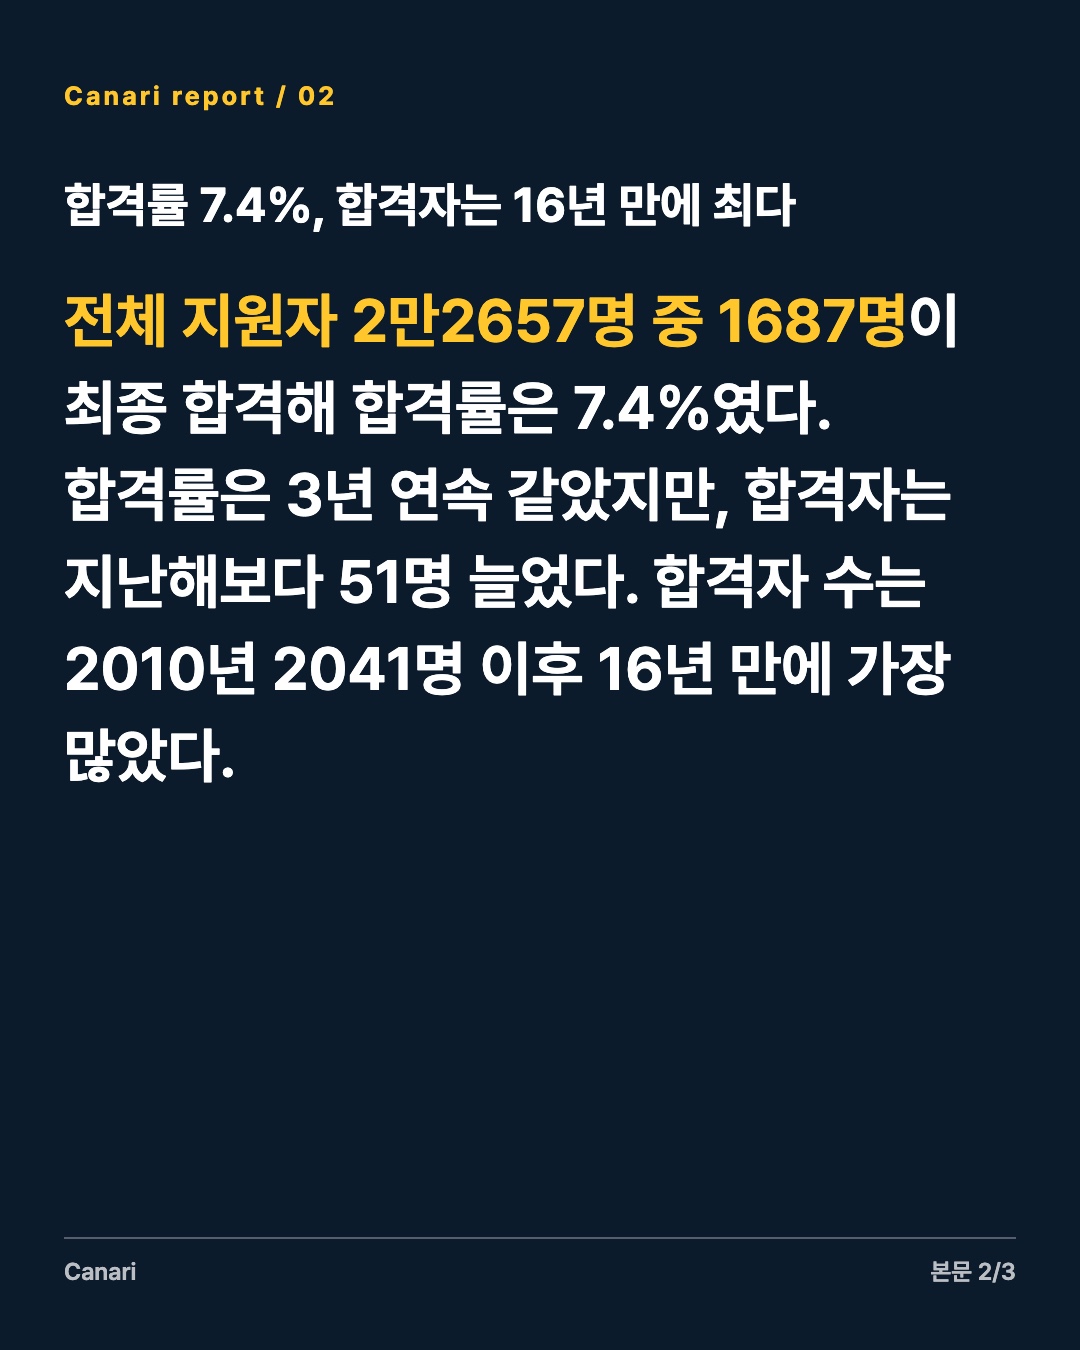 Canari report / 02
합격률 7.4%, 합격자는 16년 만에 최다
전체 지원자 2만2657명 중 1687명이
최종 합격해 합격률은 7.4%였다.
합격률은 3년 연속 같았지만, 합격자는
지난해보다 51명 늘었다. 합격자 수는
2010년 2041명 이후 16년 만에 가장
많았다.
Canari
본문 2/3